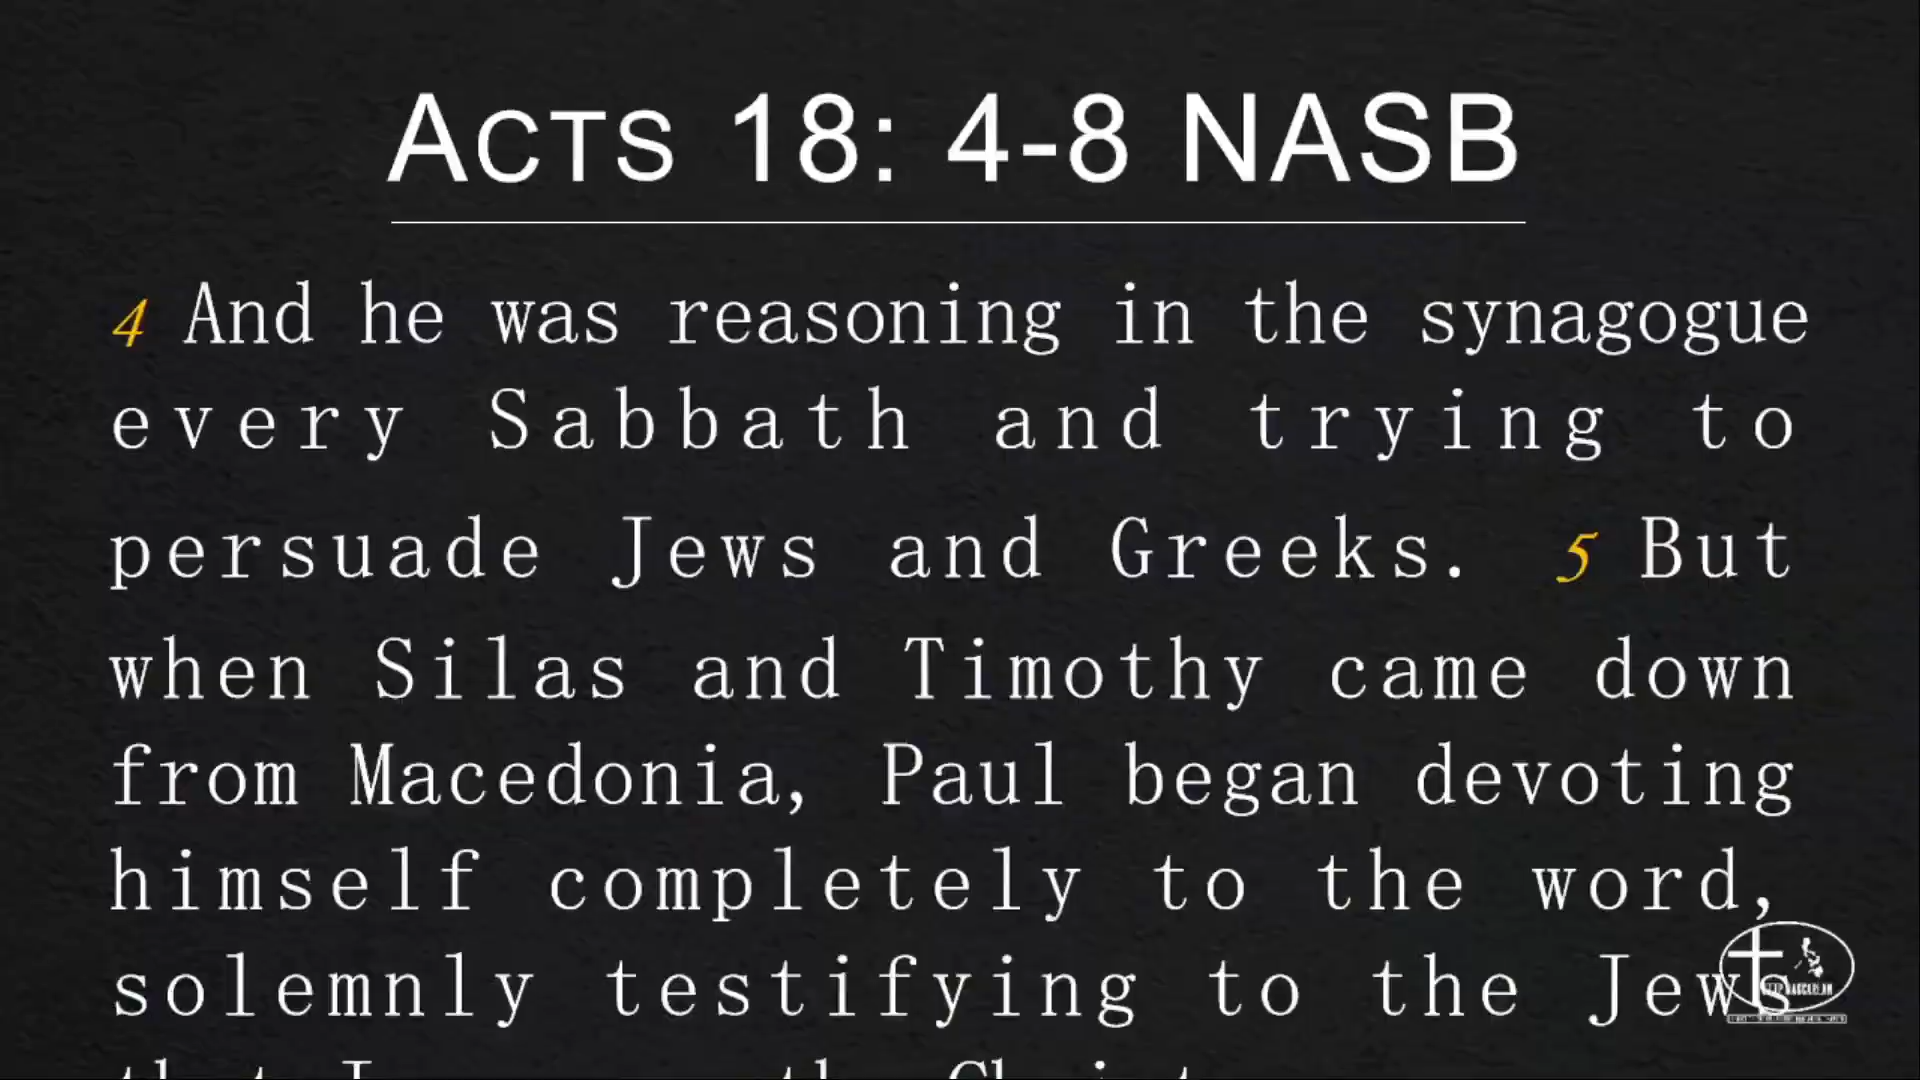 ACTS 18: 4-8 NASB
4 And he was reasoning in the synagogue
every Sabbath and trying to
persuade Jews and Greeks. 5 But
when Silas and Timothy came down
from Macedonia, Paul began devoting
himself completely to the word,
solemnly testifying to the Jews